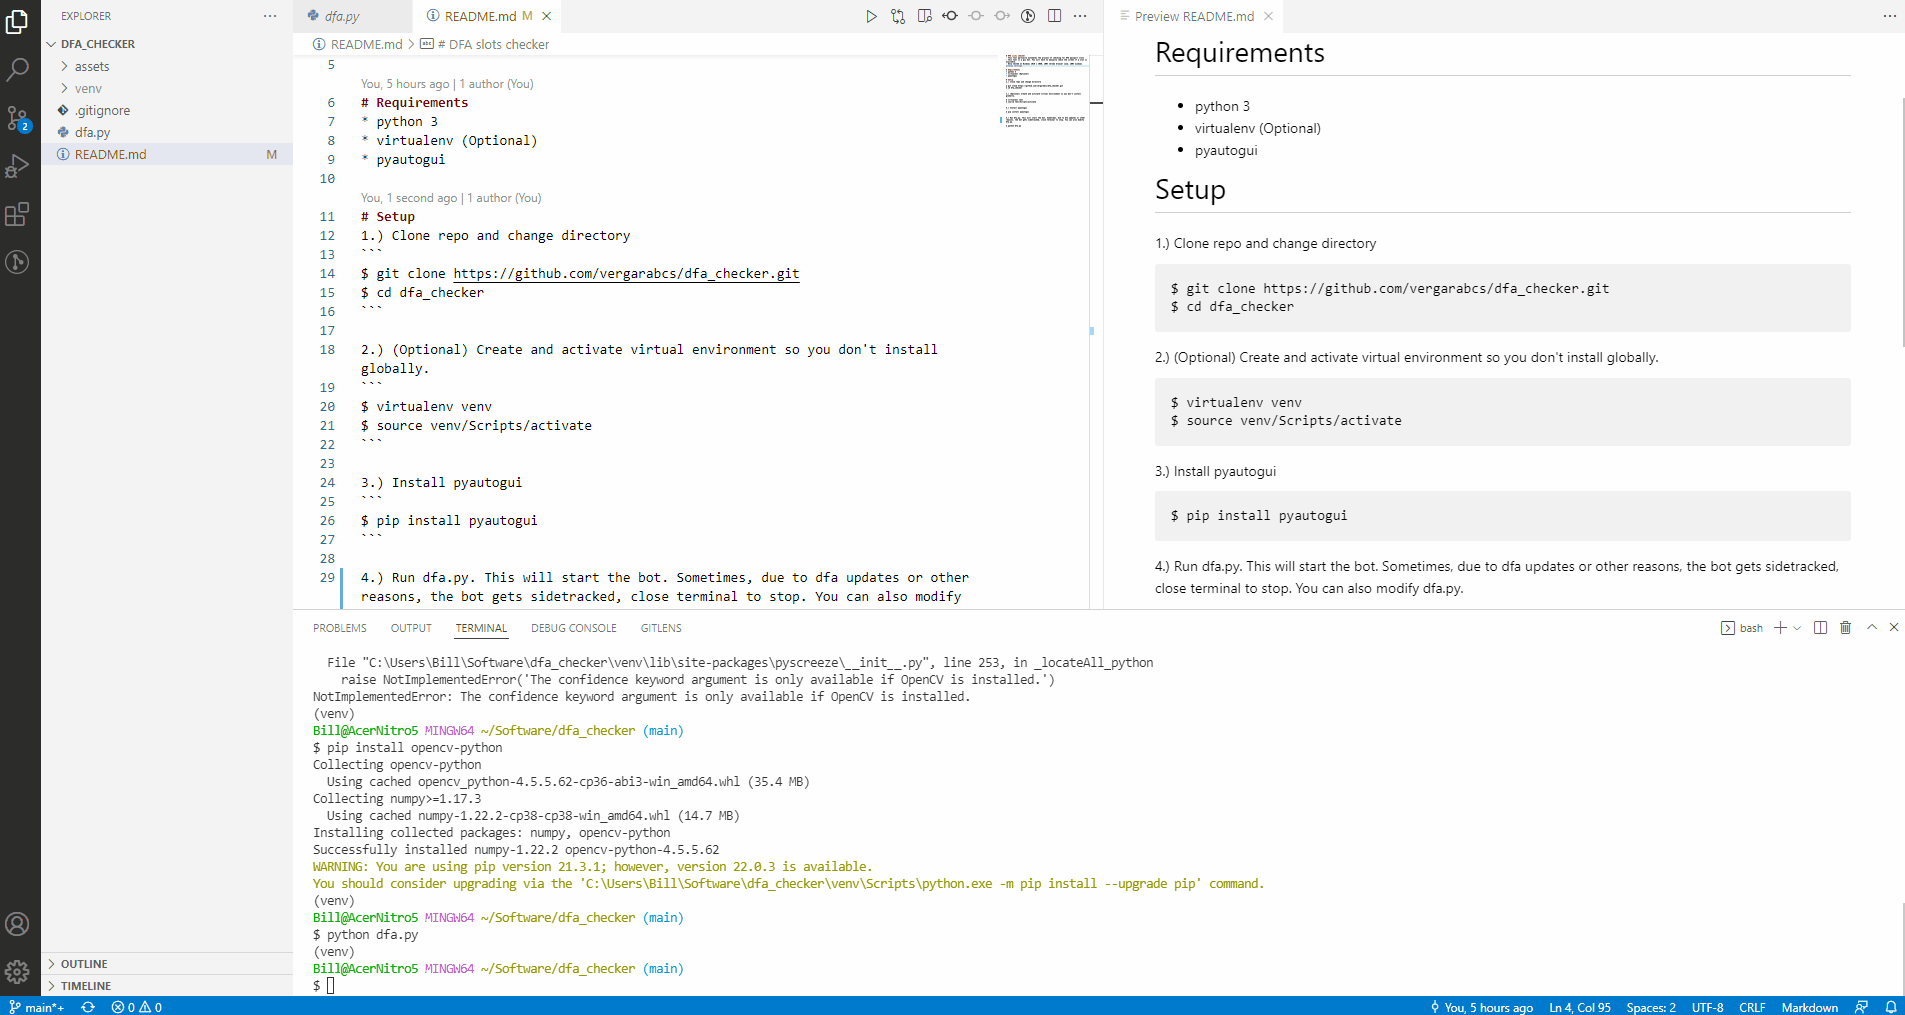 EXPLORER
DFA_CHECKER
assets
venv
.gitignore
dfa.py
README.md M
2
OUTLINE
TIMELINE
dfa.py
README.md M
README.md > # DFA slots checker
5
You, 5 hours ago | 1 author (You)
6 # Requirements
7 * python 3
8 * virtualenv (Optional)
9 * pyautogui
10
You, 1 second ago | 1 author (You)
11 # Setup
12 1.) Clone repo and change directory
13 ```
14 $ git clone https://github.com/vergarabcs/dfa_checker.git
15 $ cd dfa_checker
16 ```
17
18 2.) (Optional) Create and activate virtual environment so you don't install
globally.
19 ```
20 $ virtualenv venv
21 $ source venv/Scripts/activate
22 ```
23
24 3.) Install pyautogui
25 ```
26 $ pip install pyautogui
27 ```
28
29 4.) Run dfa.py. This will start the bot. Sometimes, due to dfa updates or other
reasons, the bot gets sidetracked, close terminal to stop. You can also modify
Preview README.md
Requirements
• python 3
• virtualenv (Optional)
• pyautogui
Setup
1.) Clone repo and change directory
$ git clone https://github.com/vergarabcs/dfa_checker.git
$ cd dfa_checker
2.) (Optional) Create and activate virtual environment so you don't install globally.
$ virtualenv venv
$ source venv/Scripts/activate
3.) Install pyautogui
$ pip install pyautogui
4.) Run dfa.py. This will start the bot. Sometimes, due to dfa updates or other reasons, the bot gets sidetracked,
close terminal to stop. You can also modify dfa.py.
PROBLEMS OUTPUT TERMINAL DEBUG CONSOLE GITLENS
bash
File "C:\Users\Bill\Software\dfa_checker\venv\lib\site-packages\pyscreeze\__init__.py", line 253, in _locateAll_python
raise NotImplementedError('The confidence keyword argument is only available if OpenCV is installed.')
NotImplementedError: The confidence keyword argument is only available if OpenCV is installed.
(venv)
Bill@AcerNitro5 MINGW64 ~/Software/dfa_checker (main)
$ pip install opencv-python
Collecting opencv-python
Using cached opencv_python-4.5.5.62-cp36-abi3-win_amd64.whl (35.4 MB)
Collecting numpy>=1.17.3
Using cached numpy-1.22.2-cp38-cp38-win_amd64.whl (14.7 MB)
Installing collected packages: numpy, opencv-python
Successfully installed numpy-1.22.2 opencv-python-4.5.5.62
WARNING: You are using pip version 21.3.1; however, version 22.0.3 is available.
You should consider upgrading via the 'C:\Users\Bill\Software\dfa_checker\venv\Scripts\python.exe -m pip install --upgrade pip' command.
(venv)
Bill@AcerNitro5 MINGW64 ~/Software/dfa_checker (main)
$ python dfa.py
(venv)
Bill@AcerNitro5 MINGW64 ~/Software/dfa_checker (main)
$
main*+ 0 0
You, 5 hours ago Ln 4, Col 95 Spaces: 2 UTF-8 CRLF Markdown